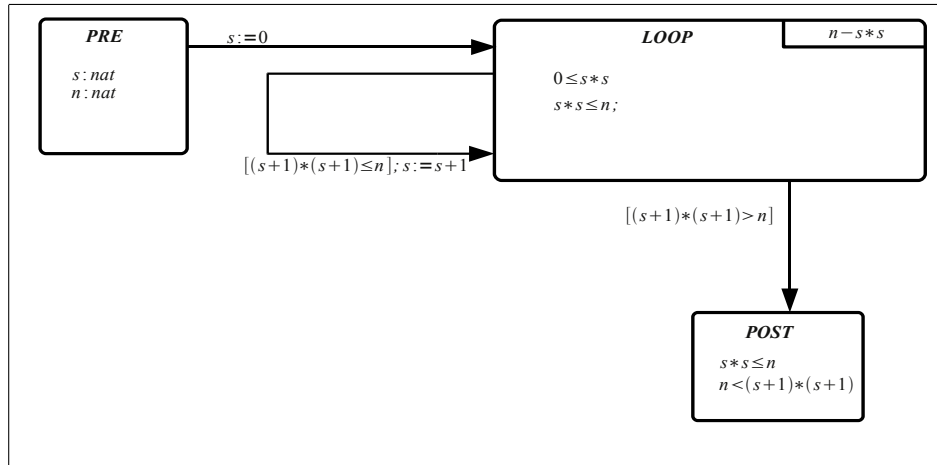 PRE
s:nat
n:nat
s:=0
LOOP
n−s∗s
0≤s∗s
s∗s≤n;
[(s+1)∗(s+1)≤n];s:=s+1
[(s+1)∗(s+1)>n]
POST
s∗s≤n
n<(s+1)∗(s+1)